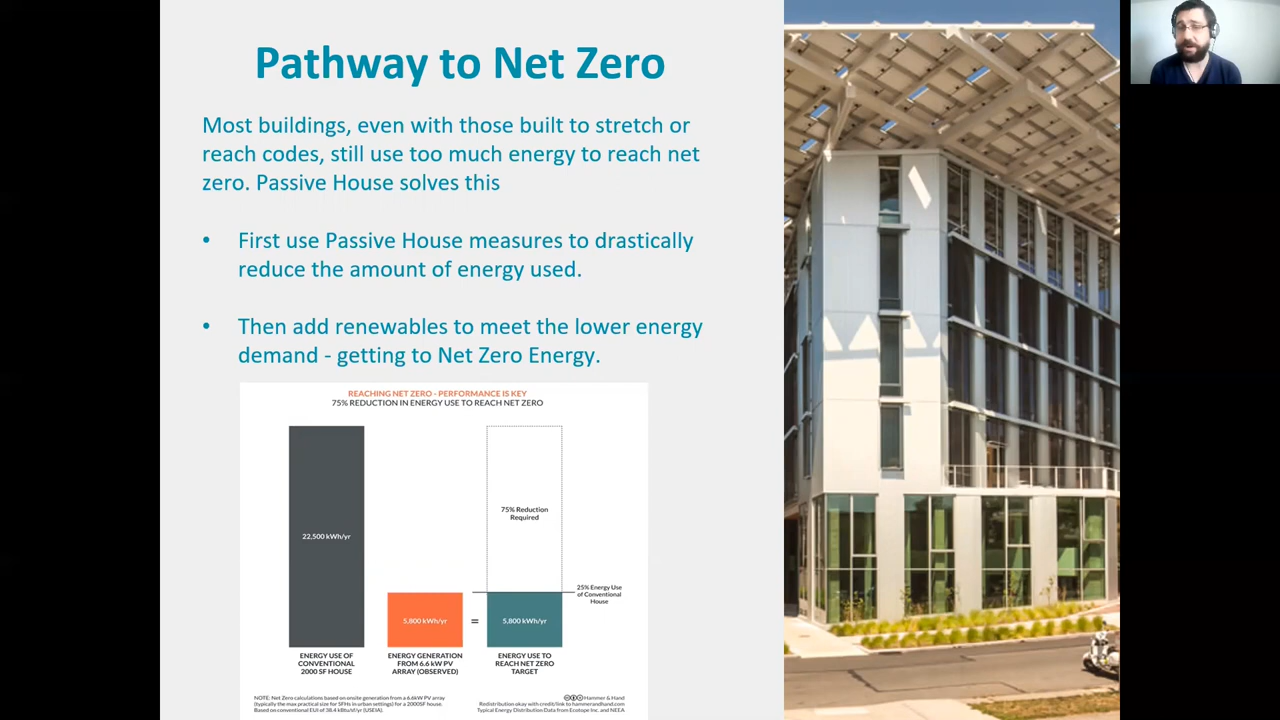 Pathway to Net Zero
Most buildings, even with those built to stretch or
reach codes, still use too much energy to reach net
zero. Passive House solves this
• First use Passive House measures to drastically
reduce the amount of energy used.
• Then add renewables to meet the lower energy
demand - getting to Net Zero Energy.
REACHING NET ZERO - PERFORMANCE IS KEY
75% REDUCTION IN ENERGY USE TO REACH NET ZERO
22,500 kWh/yr
5,800 kWh/yr
=
75% Reduction
Required
5,800 kWh/yr
25% Energy Use
of Conventional
House
ENERGY USE OF
CONVENTIONAL
2000 SF HOUSE
ENERGY GENERATION
FROM 6.6 kW PV
ARRAY (OBSERVED)
ENERGY USE TO
REACH NET ZERO
TARGET
NOTE: Net Zero calculations based on onsite generation from a 6.6kW PV array
(typically the max practical size for SFHs in urban settings) for a 2000SF house.
Based on conventional EUI of 38.4 kBtu/sf/yr (USEIA).
Hammer & Hand
Redistribution okay with credit/link to hammerandhand.com
Typical Energy Distribution Data from Ecotope Inc. and NEEA